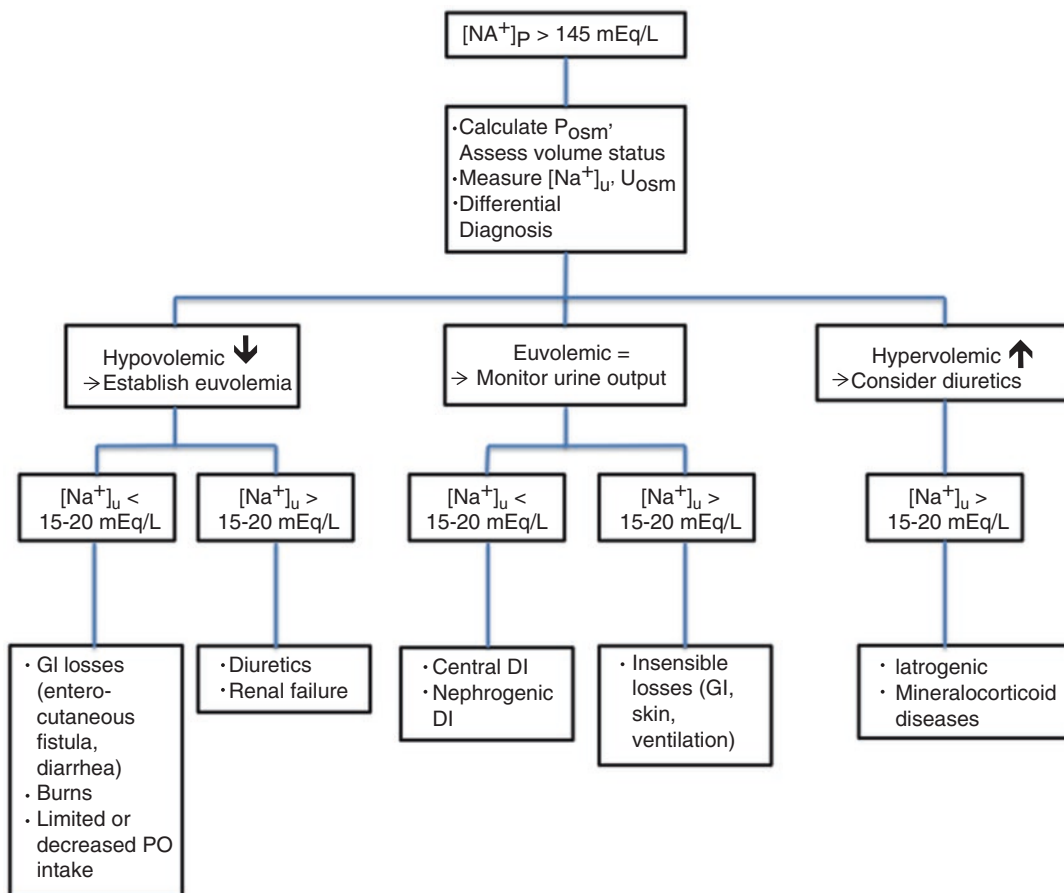 [NA+]P > 145 mEq/L
·Calculate Posm,
Assess volume status
·Measure [Na+]u, Uosm
·Differential
Diagnosis
Hypovolemic ↓
→Establish euvolemia
Euvolemic =
→ Monitor urine output
Hypervolemic ↑
→Consider diuretics
[Na+]u <
15-20 mEq/L
[Na+]u >
15-20 mEq/L
[Na+]u <
15-20 mEq/L
[Na+]u >
15-20 mEq/L
[Na+]u >
15-20 mEq/L
· GI losses
(entero-
cutaneous
fistula,
diarrhea)
· Burns
· Limited or
decreased PO
intake
· Diuretics
· Renal failure
· Central DI
· Nephrogenic
DI
· Insensible
losses (GI,
skin,
ventilation)
· Iatrogenic
· Mineralocorticoid
diseases